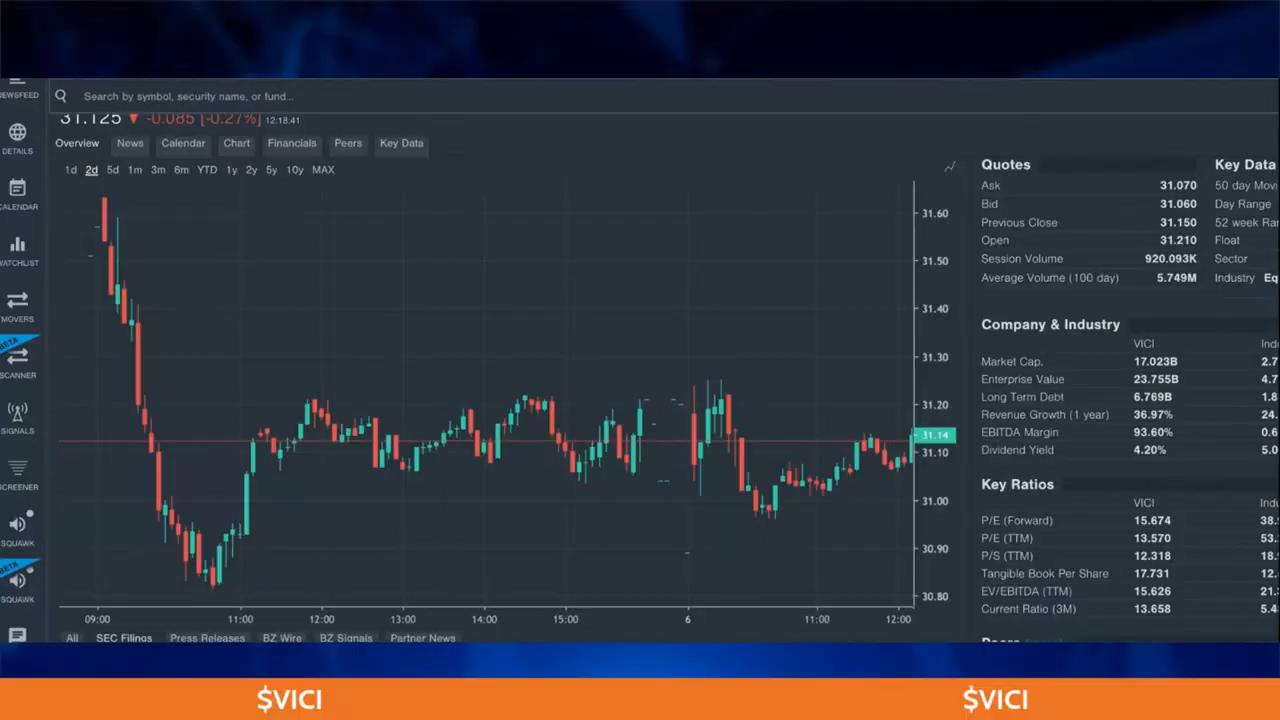 Search by symbol, security name, or fund...
31.125 ▼ -0.085 [-0.27%] 12:18:41
Overview News Calendar Chart Financials Peers Key Data
1d 2d 5d 1m 3m 6m YTD 1y 2y 5y 10y MAX
DETAILS
CALENDAR
WATCHLIST
MOVERS
BETA
SCANNER
SIGNALS
SCREENER
SQUAWK
BETA
SQUAWK
31.60
31.50
31.40
31.30
31.20
31.14
31.10
31.00
30.90
30.80
09:00 11:00 12:00 13:00 14:00 15:00 6 11:00 12:00
All SEC Filings Press Releases BZ Wire BZ Signals Partner News
Quotes
Ask 31.070
Bid 31.060
Previous Close 31.150
Open 31.210
Session Volume 920.093K
Average Volume (100 day) 5.749M
Key Data
50 day
Day Range
52 week
Float
Sector
Industry
Company & Industry
VICI
Market Cap. 17.023B
Enterprise Value 23.755B
Long Term Debt 6.769B
Revenue Growth (1 year) 36.97%
EBITDA Margin 93.60%
Dividend Yield 4.20%
Key Ratios
VICI
P/E (Forward) 15.674
P/E (TTM) 13.570
P/S (TTM) 12.318
Tangible Book Per Share 17.731
EV/EBITDA (TTM) 15.626
Current Ratio (3M) 13.658
$VICI $VICI